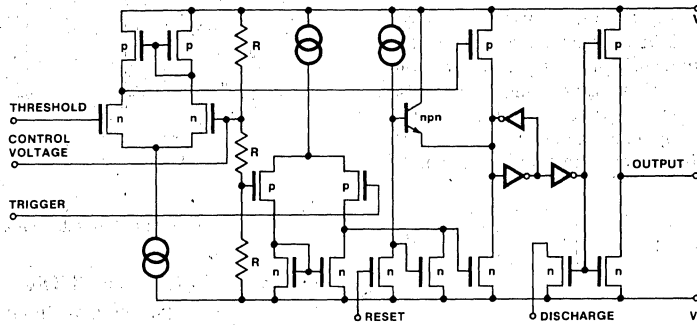 V
p p R p p
THRESHOLD
n n npn
CONTROL
VOLTAGE
R
OUTPUT
p p
TRIGGER
R
n n n n n n n
RESET
DISCHARGE
V